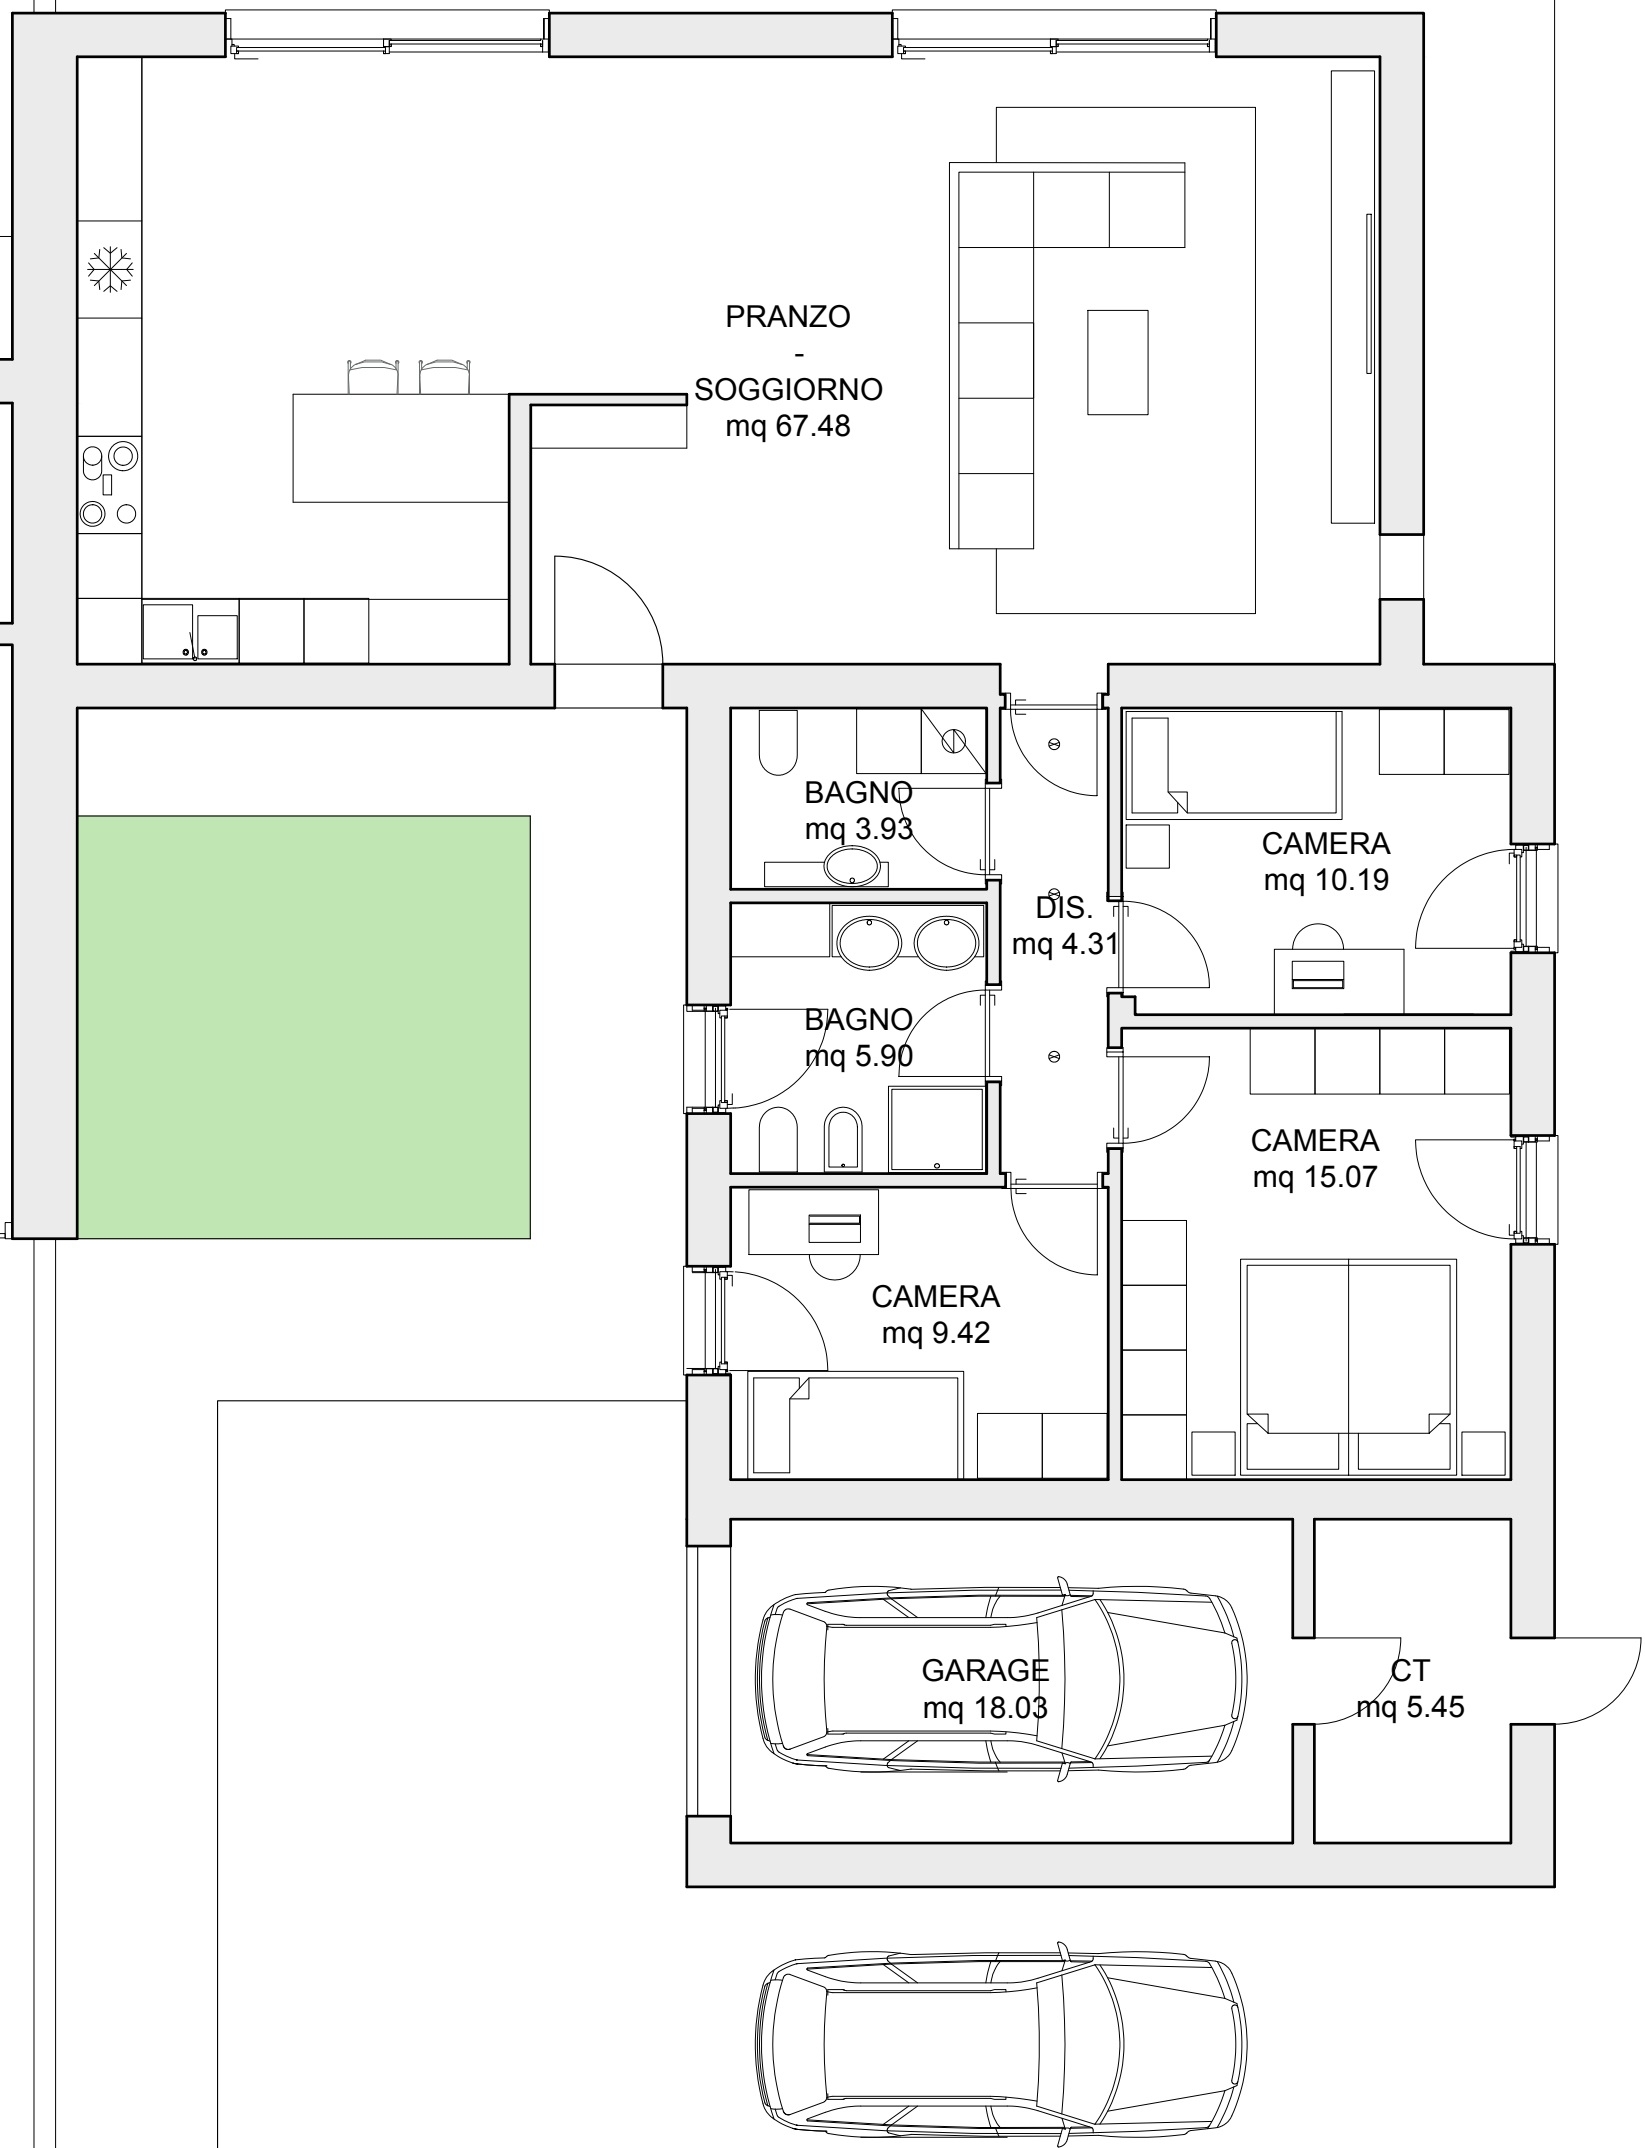 PRANZO
-
SOGGIORNO
mq 67.48
BAGNO
mq 3.93
CAMERA
mq 10.19
DIS.
mq 4.31
BAGNO
mq 5.90
CAMERA
mq 15.07
CAMERA
mq 9.42
GARAGE
mq 18.03
CT
mq 5.45